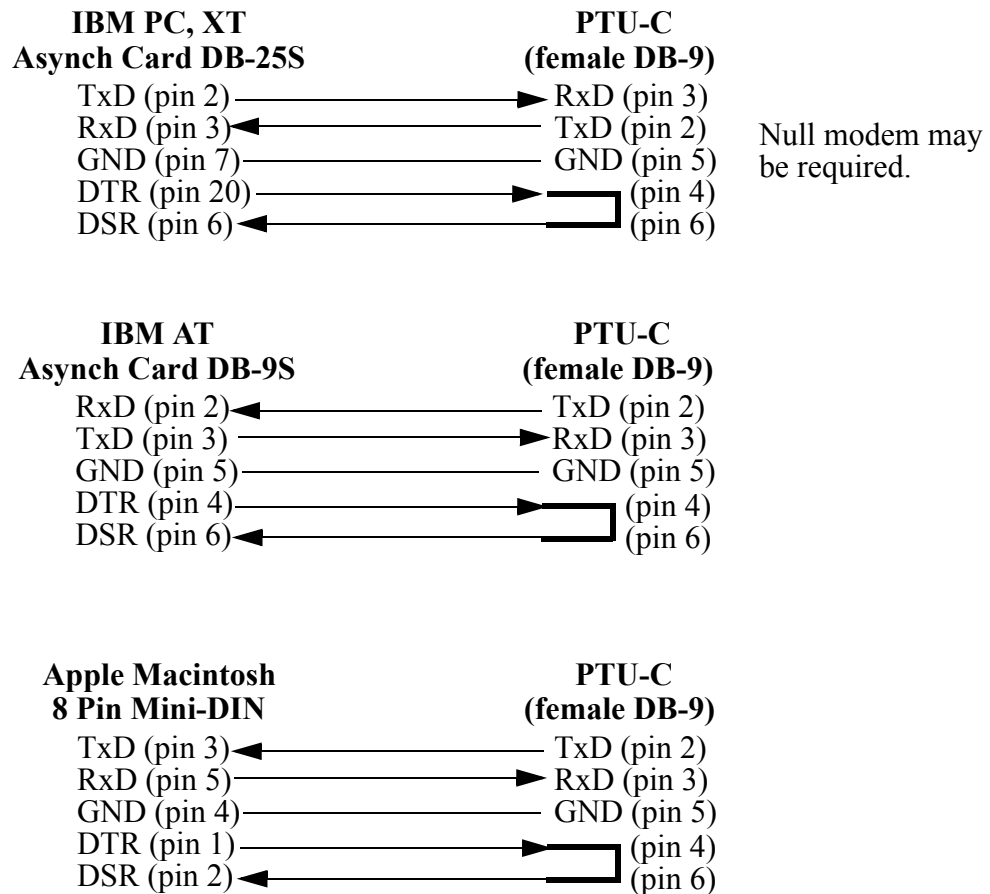 IBM PC, XT PTU-C
Asynch Card DB-25S (female DB-9)
TxD (pin 2) RxD (pin 3)
RxD (pin 3) TxD (pin 2) Null modem may
GND (pin 7) GND (pin 5) be required.
DTR (pin 20) (pin 4)
DSR (pin 6) (pin 6)
IBM AT PTU-C
Asynch Card DB-9S (female DB-9)
RxD (pin 2) TxD (pin 2)
TxD (pin 3) RxD (pin 3)
GND (pin 5) GND (pin 5)
DTR (pin 4) (pin 4)
DSR (pin 6) (pin 6)
Apple Macintosh PTU-C
8 Pin Mini-DIN (female DB-9)
TxD (pin 3) TxD (pin 2)
RxD (pin 5) RxD (pin 3)
GND (pin 4) GND (pin 5)
DTR (pin 1) (pin 4)
DSR (pin 2) (pin 6)